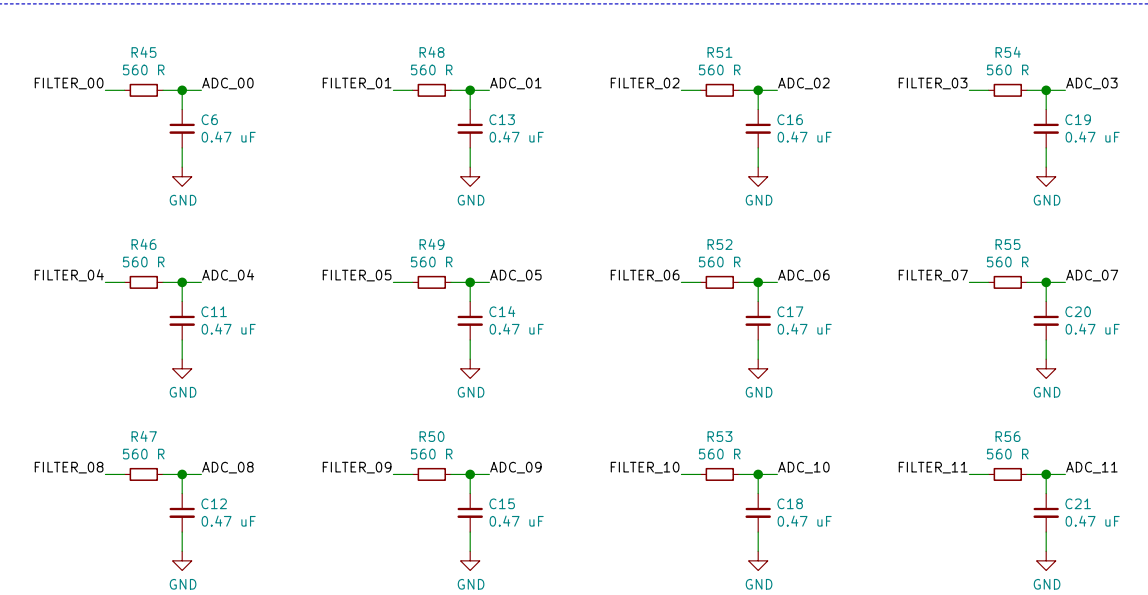 R45
560 R
FILTER_00 ADC_00
C6
0.47 uF
GND
R48
560 R
FILTER_01 ADC_01
C13
0.47 uF
GND
R51
560 R
FILTER_02 ADC_02
C16
0.47 uF
GND
R54
560 R
FILTER_03 ADC_03
C19
0.47 uF
GND
R46
560 R
FILTER_04 ADC_04
C11
0.47 uF
GND
R49
560 R
FILTER_05 ADC_05
C14
0.47 uF
GND
R52
560 R
FILTER_06 ADC_06
C17
0.47 uF
GND
R55
560 R
FILTER_07 ADC_07
C20
0.47 uF
GND
R47
560 R
FILTER_08 ADC_08
C12
0.47 uF
GND
R50
560 R
FILTER_09 ADC_09
C15
0.47 uF
GND
R53
560 R
FILTER_10 ADC_10
C18
0.47 uF
GND
R56
560 R
FILTER_11 ADC_11
C21
0.47 uF
GND